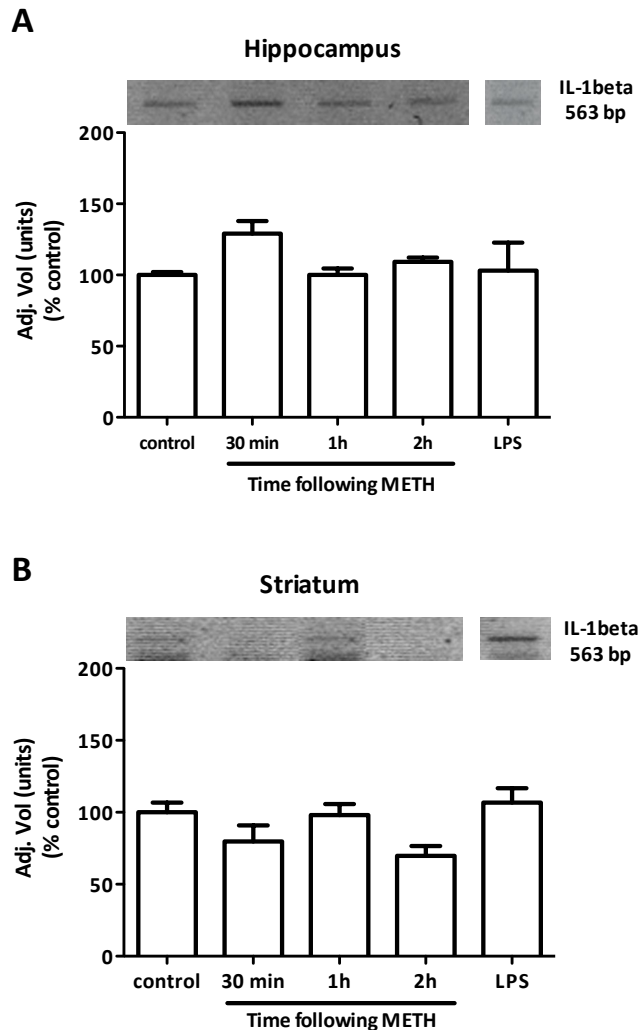 A
Hippocampus
IL-1beta
563 bp
200
150
100
50
0
Adj. Vol (units)
(% control)
control 30 min 1h 2h LPS
Time following METH
B
Striatum
IL-1beta
563 bp
200
150
100
50
0
Adj. Vol (units)
(% control)
control 30 min 1h 2h LPS
Time following METH